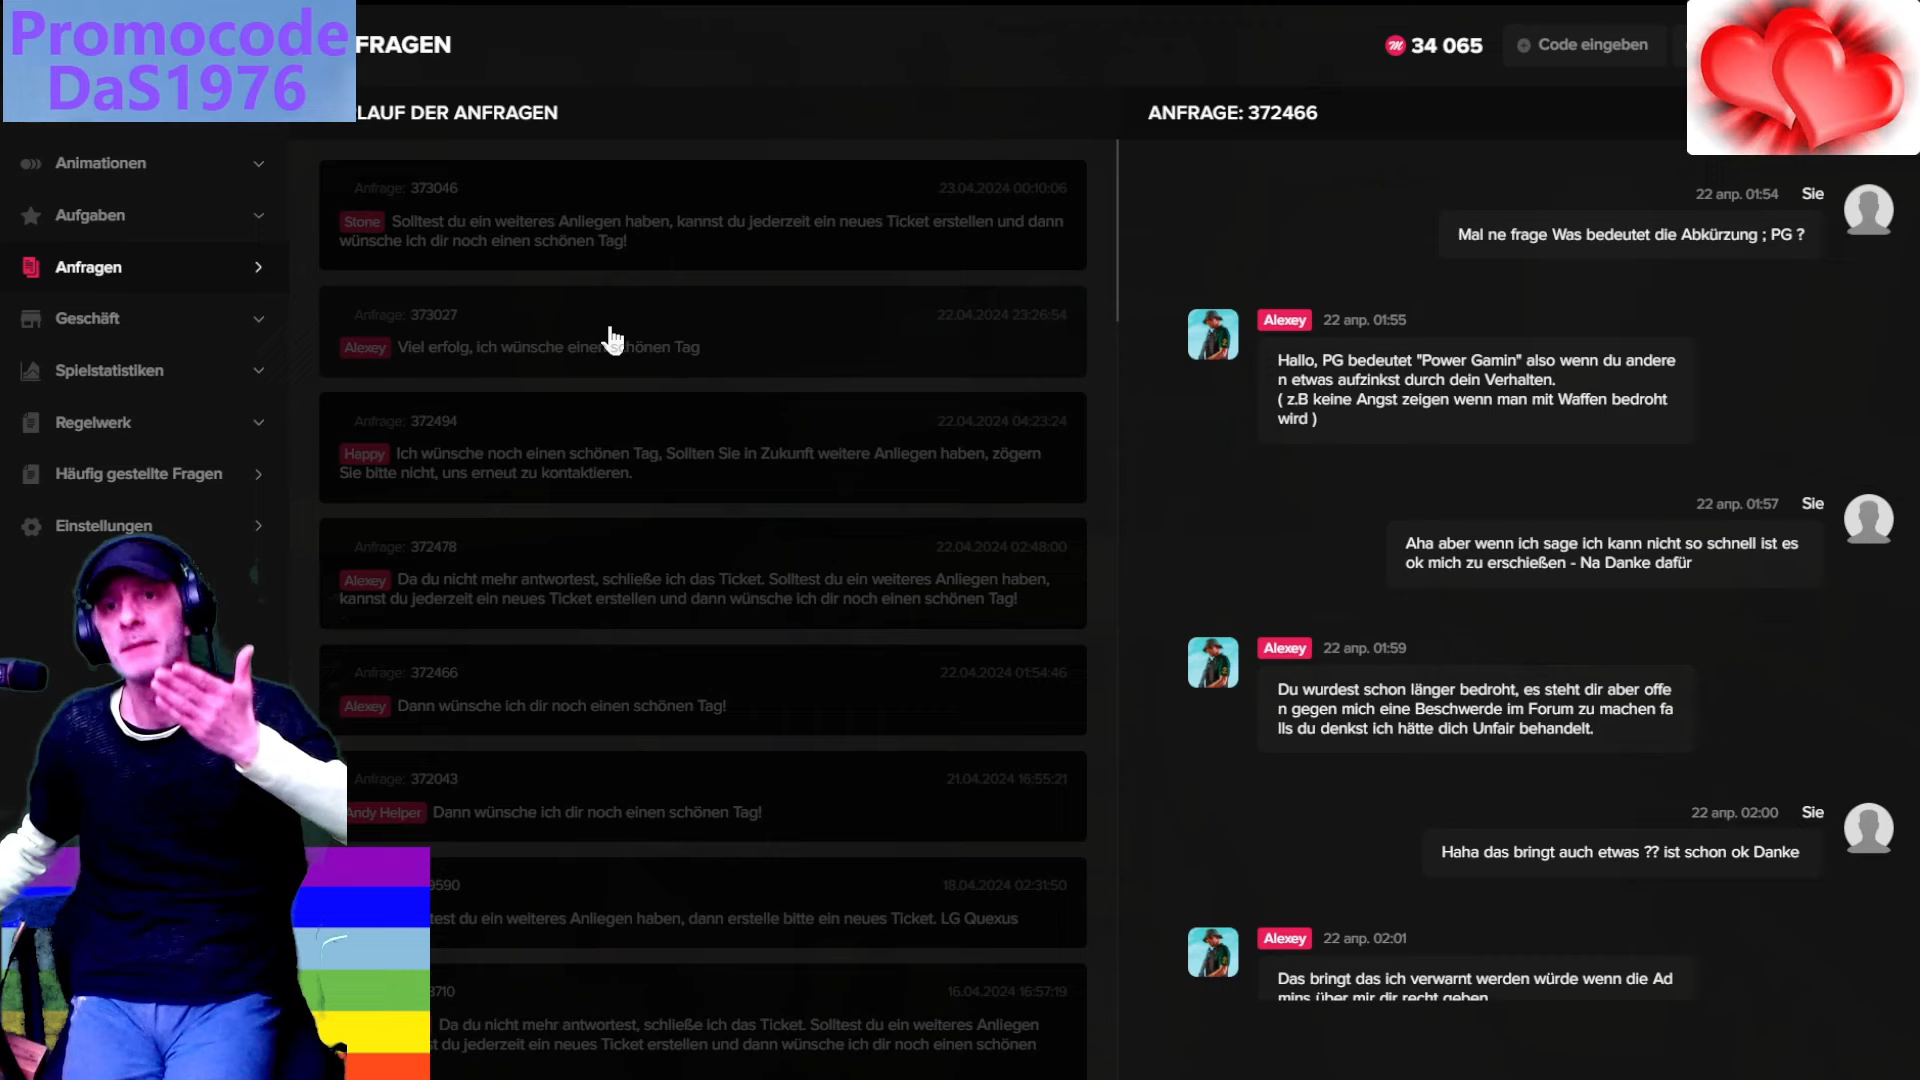 Promocode
DaS1976
FRAGEN
34 065
Code eingeben
LAUF DER ANFRAGEN
ANFRAGE: 372466
Animationen
Aufgaben
Anfragen
Geschäft
Spielstatistiken
Regelwerk
Häufig gestellte Fragen
Einstellungen
Anfrage: 373046
23.04.2024 00:10:06
Stone Solltest du ein weiteres Anliegen haben, kannst du jederzeit ein neues Ticket erstellen und dann
wünsche ich dir noch einen schönen Tag!
Anfrage: 373027
22.04.2024 23:26:54
Alexey Viel erfolg, ich wünsche einen schönen Tag
Anfrage: 372494
22.04.2024 04:23:24
Happy Ich wünsche noch einen schönen Tag, Sollten Sie in Zukunft weitere Anliegen haben, zögern
Sie bitte nicht, uns erneut zu kontaktieren.
Anfrage: 372478
22.04.2024 02:48:00
Alexey Da du nicht mehr antwortest, schließe ich das Ticket. Solltest du ein weiteres Anliegen haben,
kannst du jederzeit ein neues Ticket erstellen und dann wünsche ich dir noch einen schönen Tag!
Anfrage: 372466
22.04.2024 01:54:46
Alexey Dann wünsche ich dir noch einen schönen Tag!
Anfrage: 372043
21.04.2024 16:55:21
Andy Helper Dann wünsche ich dir noch einen schönen Tag!
9590
18.04.2024 02:31:50
test du ein weiteres Anliegen haben, dann erstelle bitte ein neues Ticket. LG Quexus
3710
16.04.2024 16:57:19
Da du nicht mehr antwortest, schließe ich das Ticket. Solltest du ein weiteres Anliegen
t du jederzeit ein neues Ticket erstellen und dann wünsche ich dir noch einen schönen
22 апр. 01:54 Sie
Mal ne frage Was bedeutet die Abkürzung ; PG ?
Alexey 22 апр. 01:55
Hallo, PG bedeutet "Power Gamin" also wenn du andere
n etwas aufzinkst durch dein Verhalten.
( z.B keine Angst zeigen wenn man mit Waffen bedroht
wird )
22 апр. 01:57 Sie
Aha aber wenn ich sage ich kann nicht so schnell ist es
ok mich zu erschießen - Na Danke dafür
Alexey 22 апр. 01:59
Du wurdest schon länger bedroht, es steht dir aber offe
n gegen mich eine Beschwerde im Forum zu machen fa
lls du denkst ich hätte dich Unfair behandelt.
22 апр. 02:00 Sie
Haha das bringt auch etwas ?? ist schon ok Danke
Alexey 22 апр. 02:01
Das bringt das ich verwarnt werden würde wenn die Ad
mins über mir dir recht geben